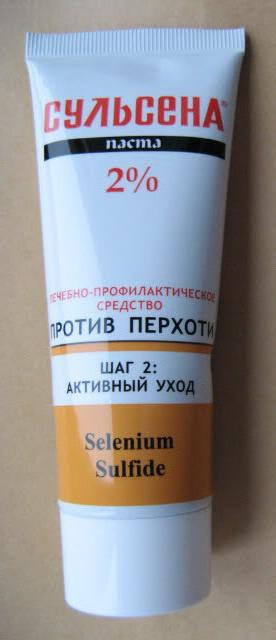 СУЛЬСЕНА®
паста
2%
ЛЕЧЕБНО-ПРОФИЛАКТИЧЕСКОЕ
СРЕДСТВО
ПРОТИВ ПЕРХОТИ
ШАГ 2:
АКТИВНЫЙ УХОД
Selenium
Sulfide